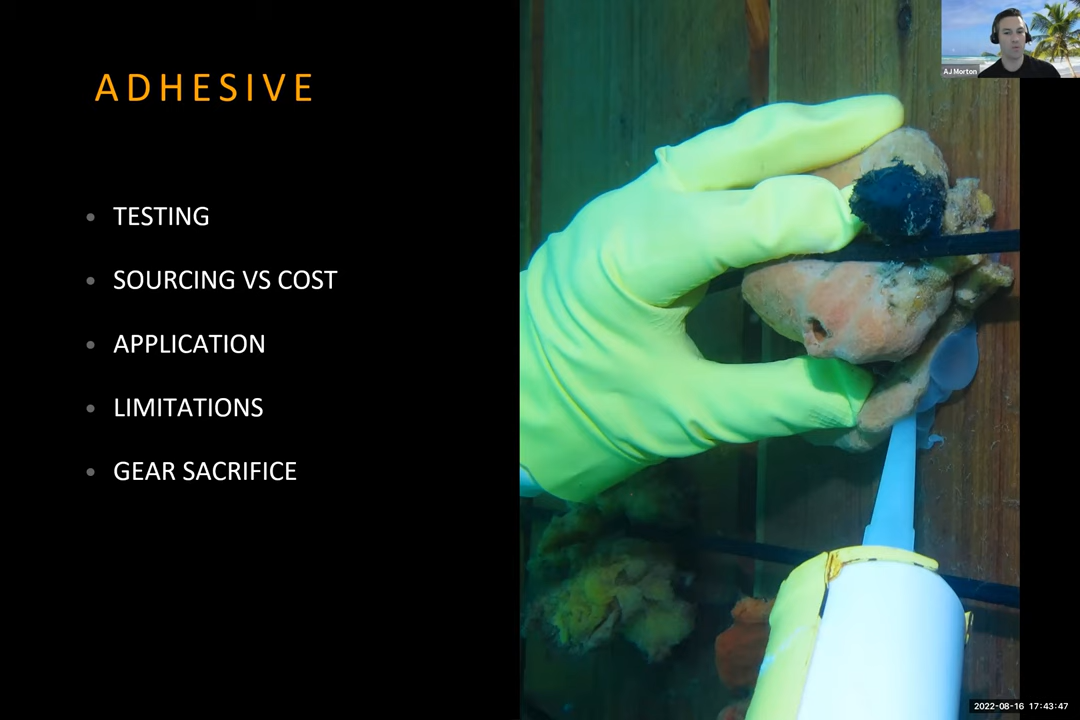 ADHESIVE
TESTING
SOURCING VS COST
APPLICATION
LIMITATIONS
GEAR SACRIFICE
AJ Morton
2022-08-16 17:43:47